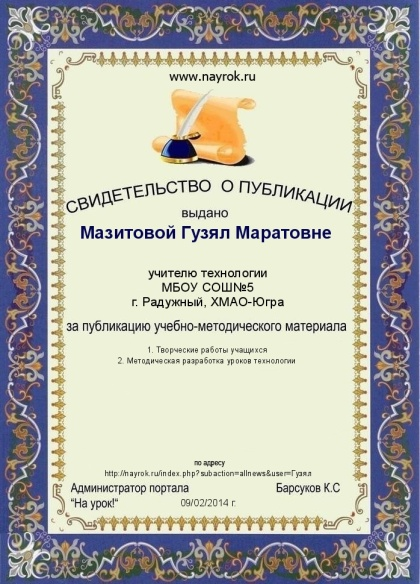 www.nayrok.ru
СВИДЕТЕЛЬСТВО О ПУБЛИКАЦИИ
выдано
Мазитовой Гузял Маратовне
учителю технологии
МБОУ СОШ№5
г. Радужный, ХМАО-Югра
за публикацию учебно-методического материала
1. Творческие работы учащихся
2. Методическая разработка уроков технологии
по адресу
http://nayrok.ru/index.php?subaction=allnews&user=Гузял
Администратор портала Барсуков К.С
"На урок!" 09/02/2014 г.